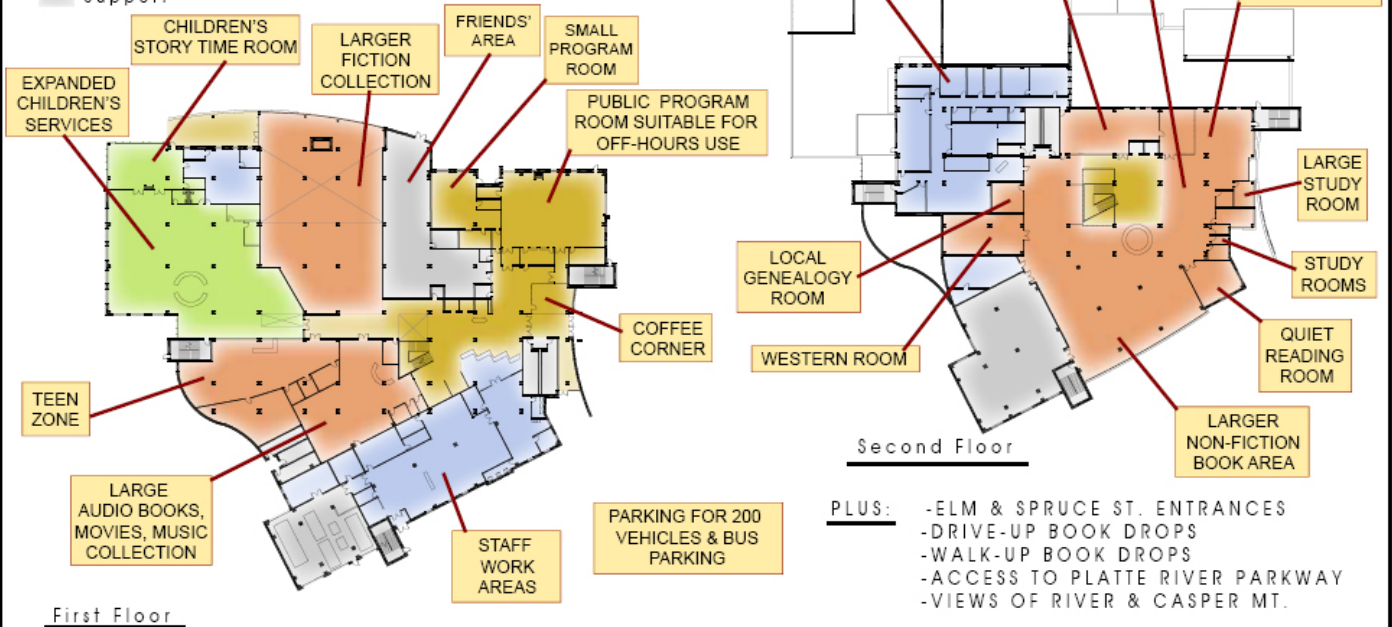 CHILDREN'S
STORY TIME ROOM
LARGER
FICTION
COLLECTION
FRIENDS'
AREA
SMALL
PROGRAM
ROOM
EXPANDED
CHILDREN'S
SERVICES
PUBLIC PROGRAM
ROOM SUITABLE FOR
OFF-HOURS USE
COFFEE
CORNER
TEEN
ZONE
LARGE
AUDIO BOOKS,
MOVIES, MUSIC
COLLECTION
STAFF
WORK
AREAS
PARKING FOR 200
VEHICLES & BUS
PARKING
First Floor
LARGE
STUDY
ROOM
LOCAL
GENEALOGY
ROOM
STUDY
ROOMS
WESTERN ROOM
QUIET
READING
ROOM
LARGER
NON-FICTION
BOOK AREA
Second Floor
PLUS: -ELM & SPRUCE ST. ENTRANCES
-DRIVE-UP BOOK DROPS
-WALK-UP BOOK DROPS
-ACCESS TO PLATTE RIVER PARKWAY
-VIEWS OF RIVER & CASPER MT.